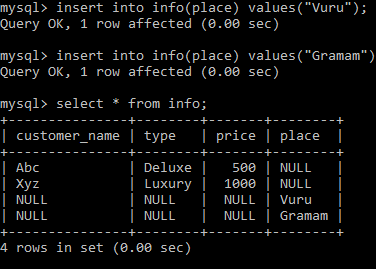 mysql> insert into info(place) values("Vuru");
Query OK, 1 row affected (0.00 sec)
mysql> insert into info(place) values("Gramam")
Query OK, 1 row affected (0.00 sec)
mysql> select * from info;
+---------------+--------+-------+--------+
| customer_name | type   | price | place  |
+---------------+--------+-------+--------+
| Abc           | Deluxe |   500 | NULL   |
| Xyz           | Luxury |  1000 | NULL   |
| NULL          | NULL   |  NULL | Vuru   |
| NULL          | NULL   |  NULL | Gramam |
+---------------+--------+-------+--------+
4 rows in set (0.00 sec)